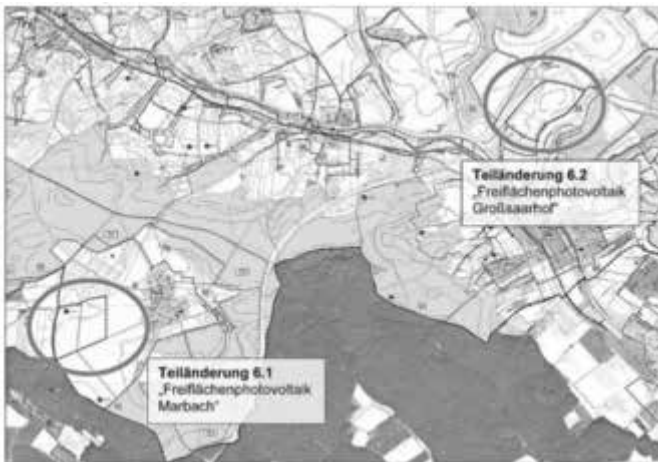 Teiländerung 6.2
„Freiflächenphotovoltaik
Großsaarhof"
Teiländerung 6.1
„Freiflächenphotovoltaik
Marbach"